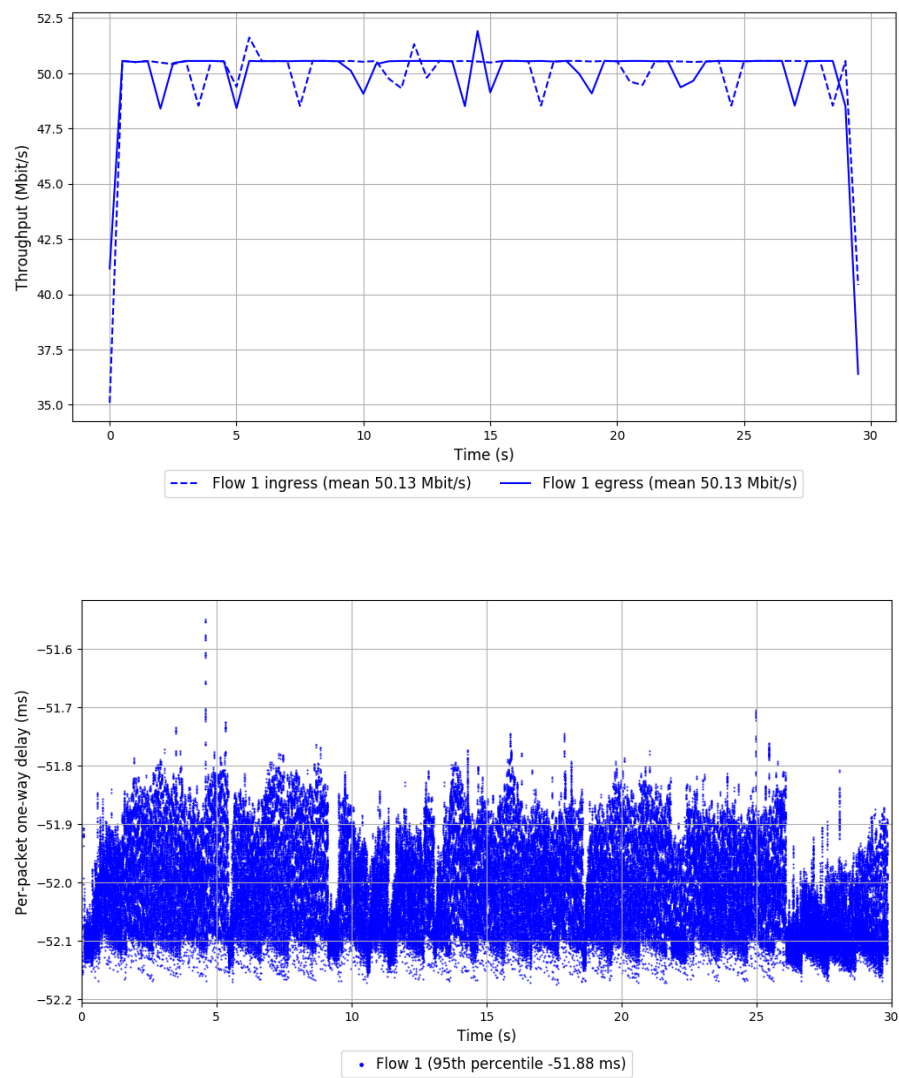 52.5
50.0
47.5
45.0
42.5
40.0
37.5
35.0
Throughput (Mbit/s)
0 5 10 15 20 25 30
Time (s)
Flow 1 ingress (mean 50.13 Mbit/s) Flow 1 egress (mean 50.13 Mbit/s)
−51.6
−51.7
−51.8
−51.9
−52.0
−52.1
−52.2
Per-packet one-way delay (ms)
0 5 10 15 20 25 30
Time (s)
Flow 1 (95th percentile -51.88 ms)